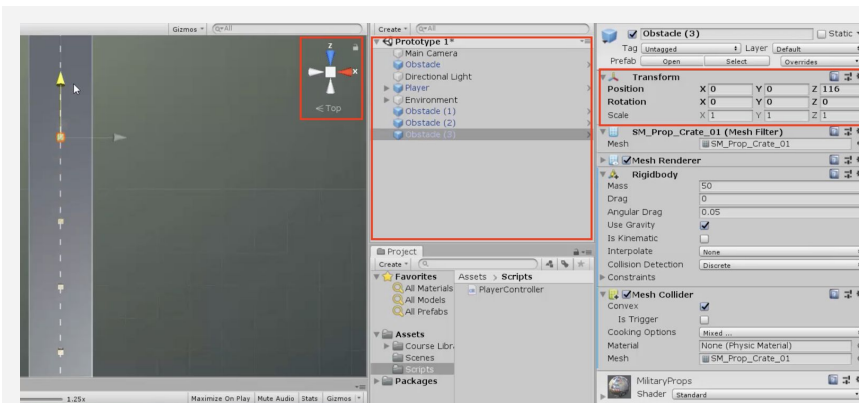 Gizmos
All
z
x
Top
1.25x
Maximize On Play Mute Audio Stats Gizmos
Create
All
Prototype 1*
Main Camera
Obstacle
Directional Light
Player
Environment
Obstacle (1)
Obstacle (2)
Obstacle (3)
Project
Create
Favorites
All Materials
All Models
All Prefabs
Assets
Course Libr
Scenes
Scripts
Packages
Assets > Scripts
PlayerController
Obstacle (3) Static
Tag Untagged Layer Default
Prefab Open Select Overrides
Transform
Position X 0 Y 0 Z 116
Rotation X 0 Y 0 Z 0
Scale X 1 Y 1 Z 1
SM_Prop_Crate_01 (Mesh Filter)
Mesh SM_Prop_Crate_01
Mesh Renderer
Rigidbody
Mass 50
Drag 0
Angular Drag 0.05
Use Gravity
Is Kinematic
Interpolate None
Collision Detection Discrete
Constraints
Mesh Collider
Convex
Is Trigger
Cooking Options Mixed ...
Material None (Physic Material)
Mesh SM_Prop_Crate_01
MilitaryProps
Shader Standard